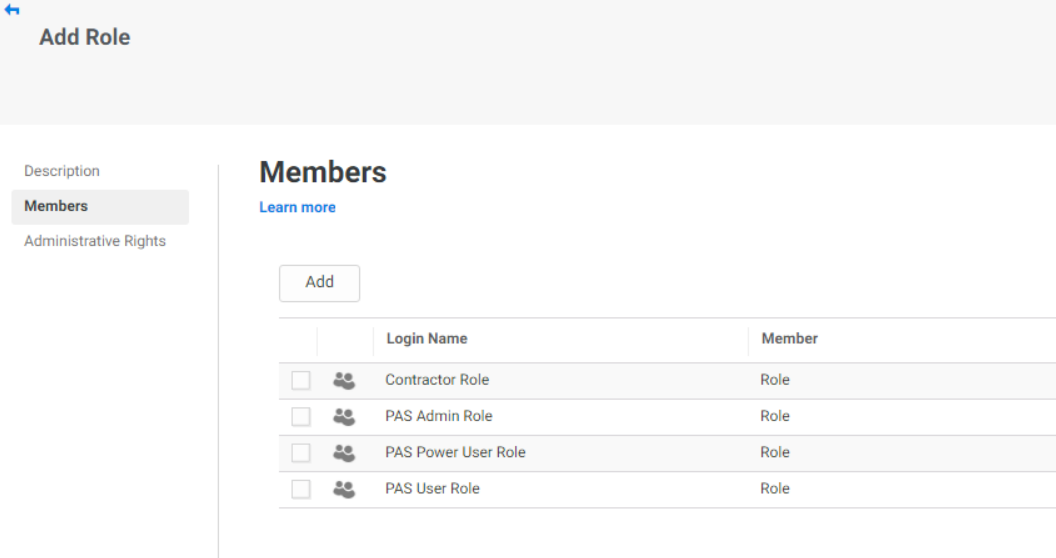 Add Role
Description
Members
Administrative Rights
Members
Learn more
Add
Login Name Member
Contractor Role Role
PAS Admin Role Role
PAS Power User Role Role
PAS User Role Role